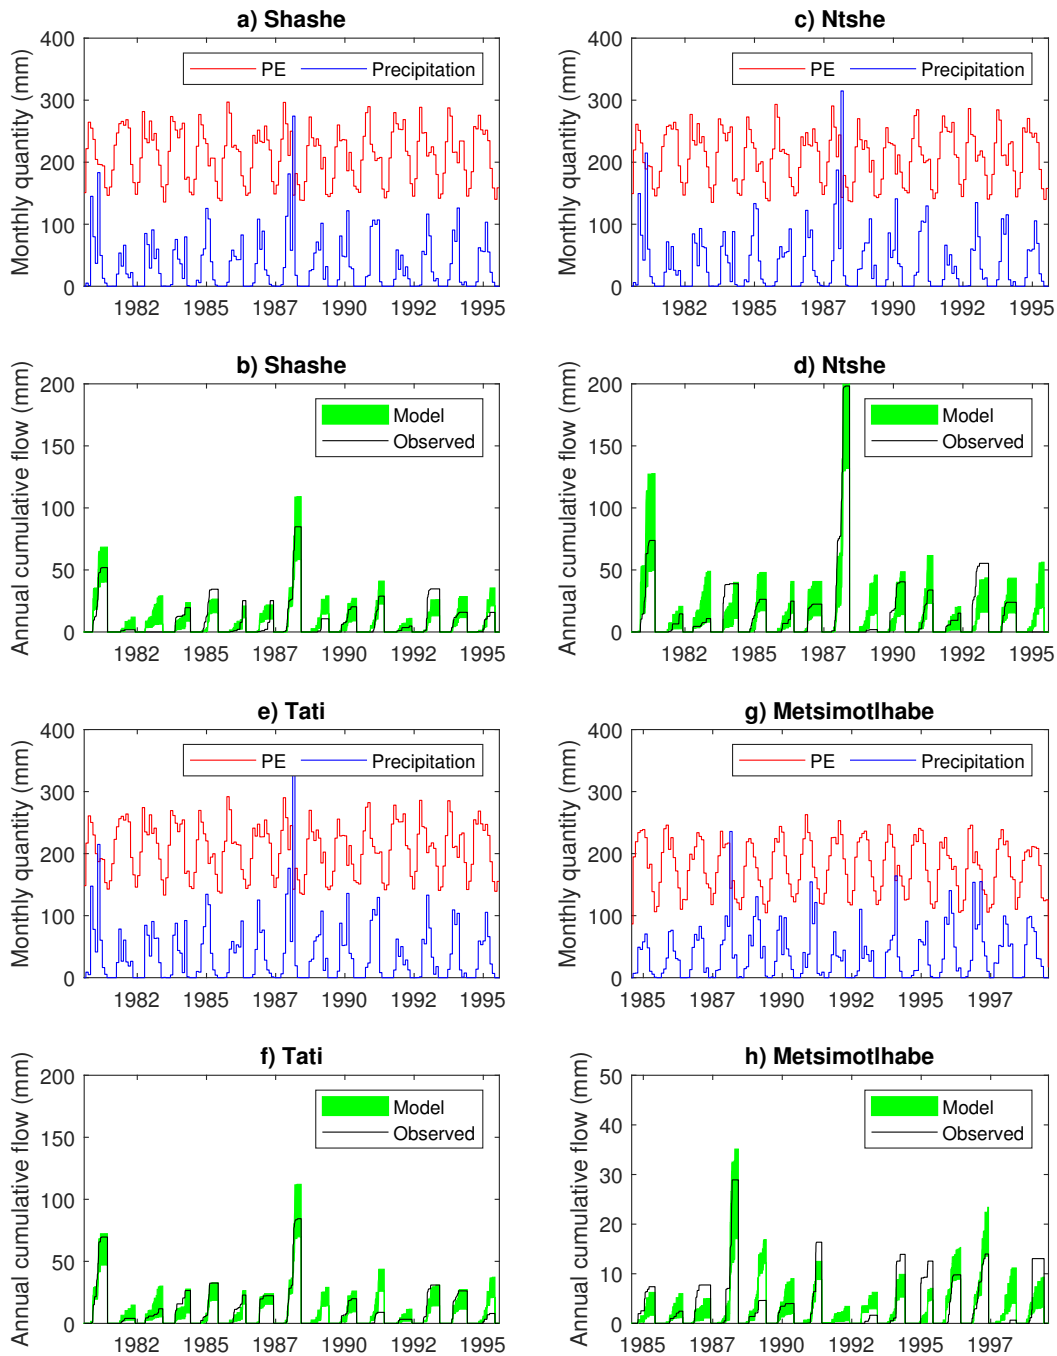 a) Shashe
Monthly quantity (mm)
400
300
200
100
0
PE
Precipitation
1982 1985 1987 1990 1992 1995
c) Ntshe
Monthly quantity (mm)
400
300
200
100
0
PE
Precipitation
1982 1985 1987 1990 1992 1995
b) Shashe
Annual cumulative flow (mm)
200
150
100
50
0
Model
Observed
1982 1985 1987 1990 1992 1995
d) Ntshe
Annual cumulative flow (mm)
200
150
100
50
0
Model
Observed
1982 1985 1987 1990 1992 1995
e) Tati
Monthly quantity (mm)
400
300
200
100
0
PE
Precipitation
1982 1985 1987 1990 1992 1995
g) Metsimotlhabe
Monthly quantity (mm)
400
300
200
100
0
PE
Precipitation
1985 1987 1990 1992 1995 1997
f) Tati
Annual cumulative flow (mm)
200
150
100
50
0
Model
Observed
1982 1985 1987 1990 1992 1995
h) Metsimotlhabe
Annual cumulative flow (mm)
50
40
30
20
10
0
Model
Observed
1985 1987 1990 1992 1995 1997